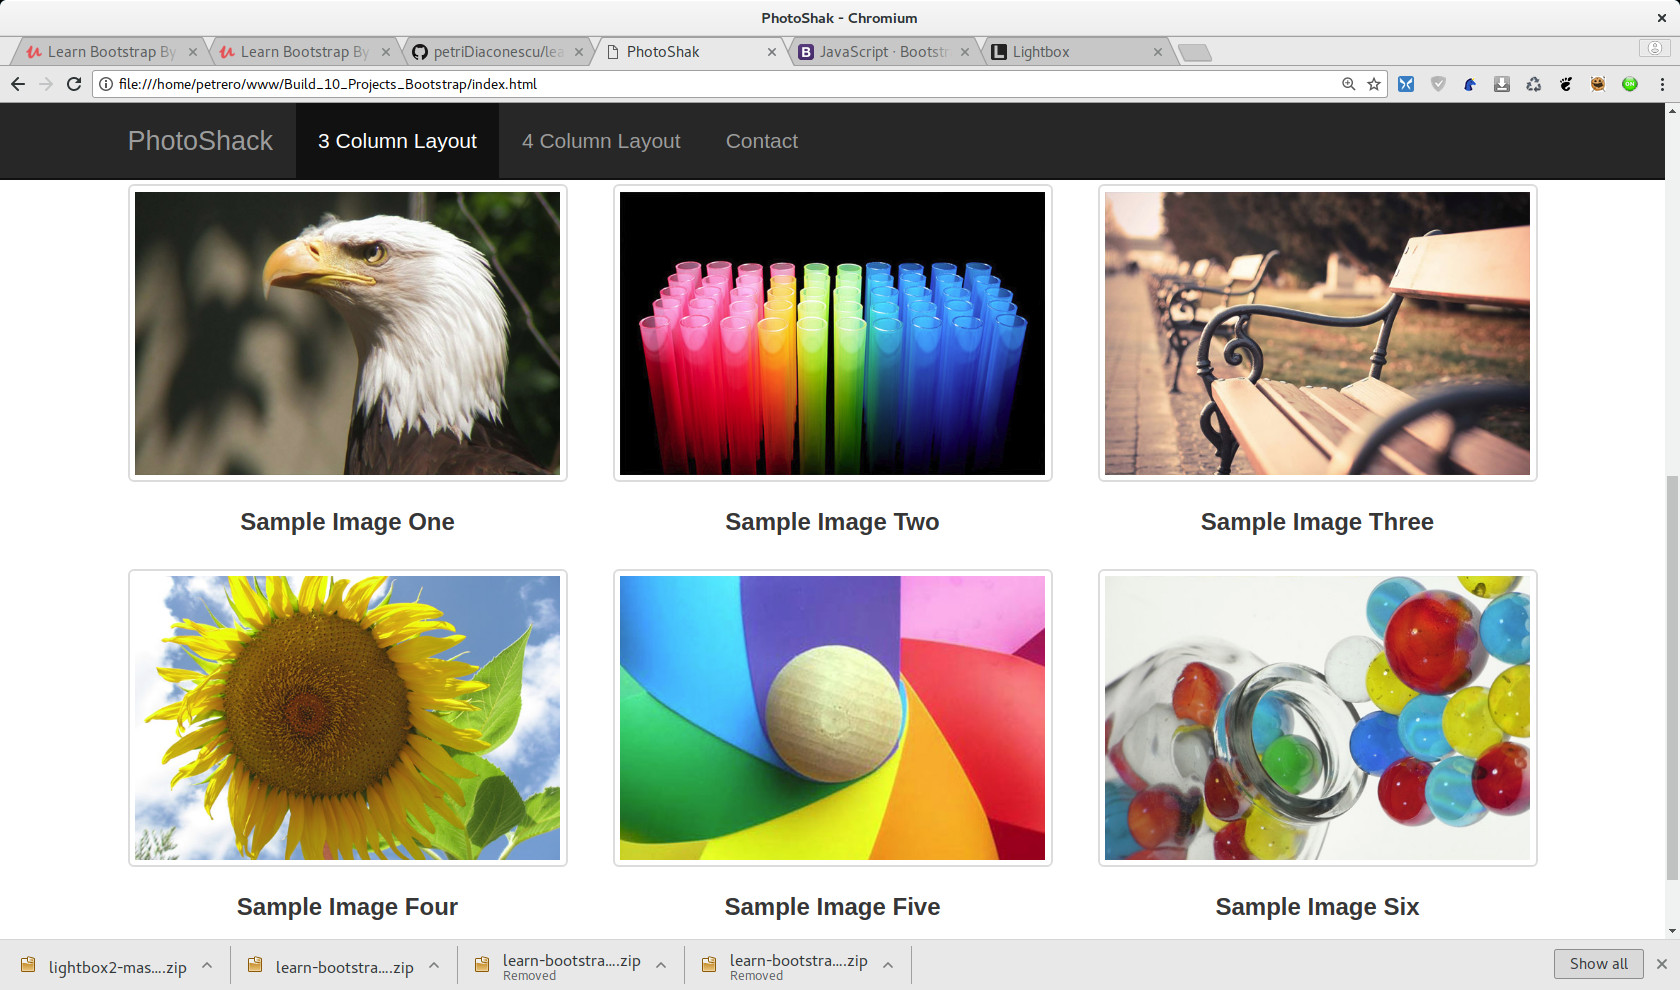 PhotoShak - Chromium
Learn Bootstrap By
Learn Bootstrap By
petriDiaconescu/lea
PhotoShak
JavaScript · Bootstr
Lightbox
file:///home/petrero/www/Build_10_Projects_Bootstrap/index.html
PhotoShack
3 Column Layout
4 Column Layout
Contact
Sample Image One
Sample Image Two
Sample Image Three
Sample Image Four
Sample Image Five
Sample Image Six
lightbox2-mas....zip
learn-bootstra....zip
learn-bootstra....zip
Removed
learn-bootstra....zip
Removed
Show all